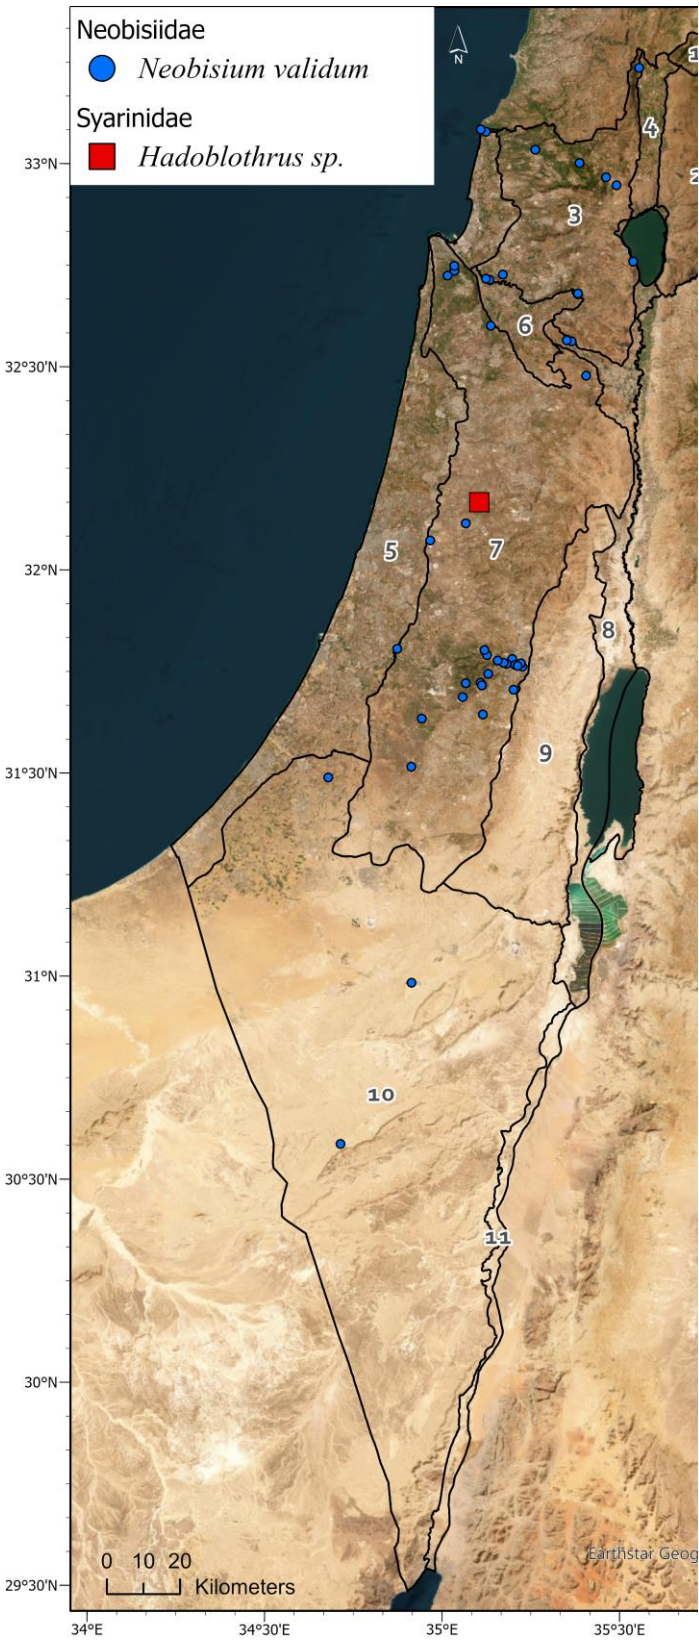 Neobisiidae
Neobisium validum
Syarinidae
Hadoblothrus sp.
N
1
4
2
33°N
3
6
32°30'N
5
7
32°N
8
9
31°30'N
31°N
10
30°30'N
11
30°N
Earthstar Geog
0 10 20
Kilometers
29°30'N
34°E 34°30'E 35°E 35°30'E